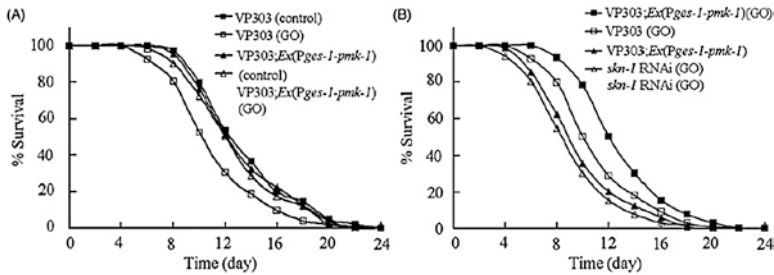 (A)
VP303 (control)
VP303 (GO)
VP303;Ex(Pges-1-pmk-1)
(control)
VP303;Ex(Pges-1-pmk-1)
(GO)
% Survival
100
80
60
40
20
0
0 4 8 12 16 20 24
Time (day)
(B)
VP303;Ex(Pges-1-pmk-1)(GO)
VP303 (GO)
VP303;Ex(Pges-1-pmk-1)
skn-1 RNAi (GO)
skn-1 RNAi (GO)
% Survival
100
80
60
40
20
0
0 4 8 12 16 20 24
Time (day)